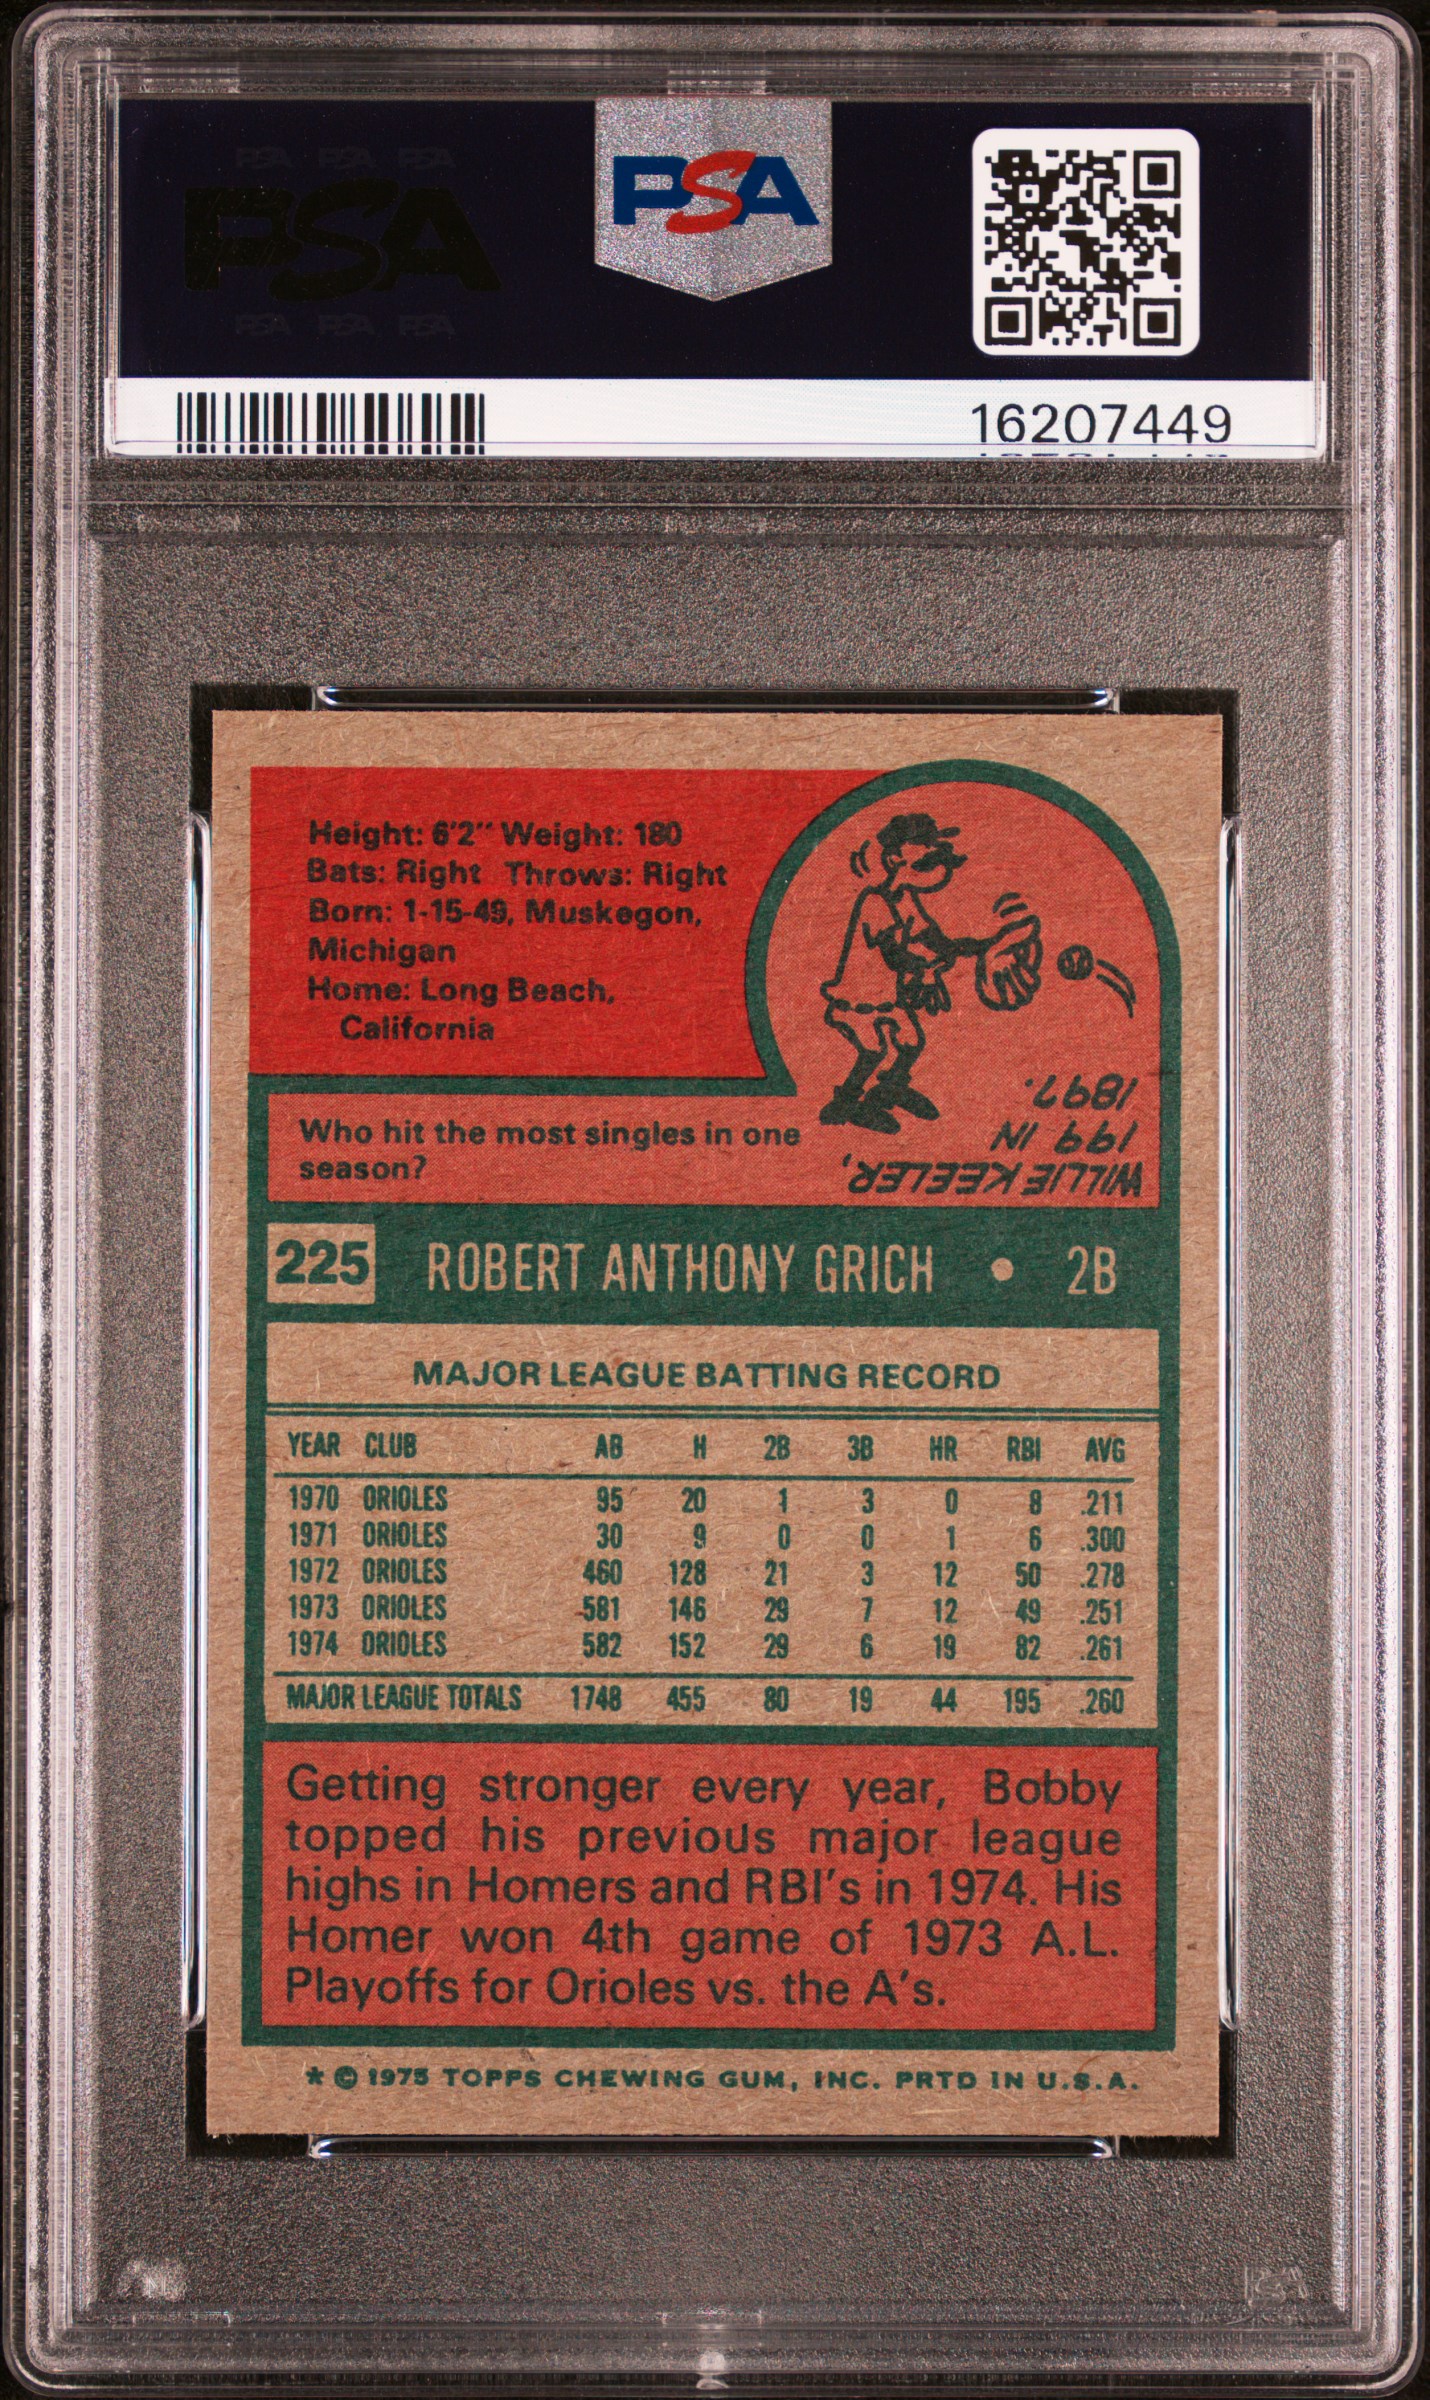 PSA PSA PSA
PSA
PSA PSA PSA
PSA
16207449
Height: 6'2" Weight: 180
Bats: Right Throws: Right
Born: 1-15-49, Muskegon,
Michigan
Home: Long Beach,
California
Who hit the most singles in one
season?
WILLIE KEELER,
199 IN
1897.
225 ROBERT ANTHONY GRICH • 2B
MAJOR LEAGUE BATTING RECORD
YEAR CLUB AB H 2B 3B HR RBI AVG
1970 ORIOLES 95 20 1 3 0 8 .211
1971 ORIOLES 30 9 0 0 1 6 .300
1972 ORIOLES 460 128 21 3 12 50 .278
1973 ORIOLES 581 146 29 7 12 49 .251
1974 ORIOLES 582 152 29 6 19 82 .261
MAJOR LEAGUE TOTALS 1748 455 80 19 44 195 .260
Getting stronger every year, Bobby
topped his previous major league
highs in Homers and RBI's in 1974. His
Homer won 4th game of 1973 A.L.
Playoffs for Orioles vs. the A's.
* © 1975 TOPPS CHEWING GUM, INC. PRTD IN U.S.A.
PSA